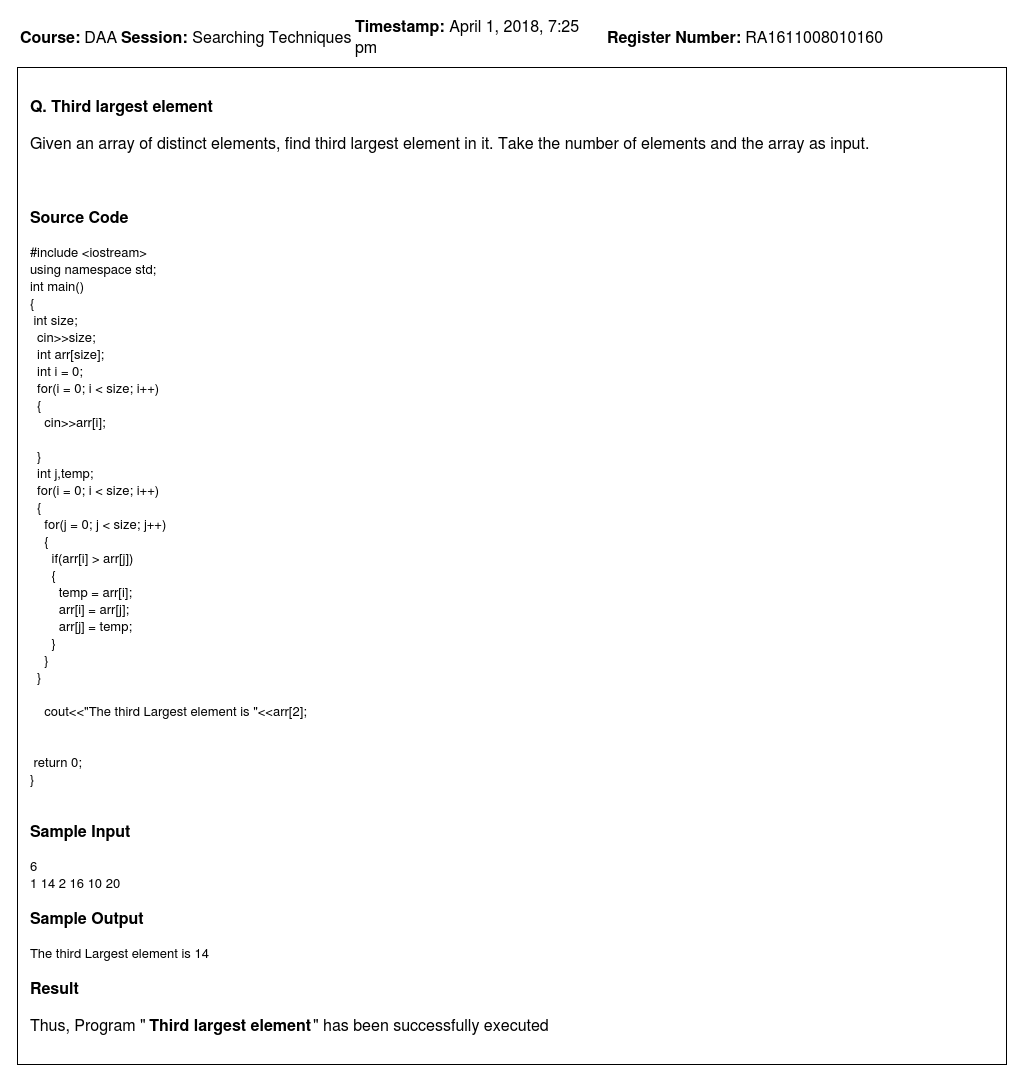 Course: DAA Session: Searching Techniques Timestamp: April 1, 2018, 7:25 pm Register Number: RA1611008010160
Q. Third largest element
Given an array of distinct elements, find third largest element in it. Take the number of elements and the array as input.
Source Code
#include <iostream>
using namespace std;
int main()
{
 int size;
  cin>>size;
  int arr[size];
  int i = 0;
  for(i = 0; i < size; i++)
  {
    cin>>arr[i];

  }
  int j,temp;
  for(i = 0; i < size; i++)
  {
    for(j = 0; j < size; j++)
    {
      if(arr[i] > arr[j])
      {
        temp = arr[i];
        arr[i] = arr[j];
        arr[j] = temp;
      }
    }
  }

    cout<<"The third Largest element is "<<arr[2];


 return 0;
}
Sample Input
6
1 14 2 16 10 20
Sample Output
The third Largest element is 14
Result
Thus, Program " Third largest element" has been successfully executed